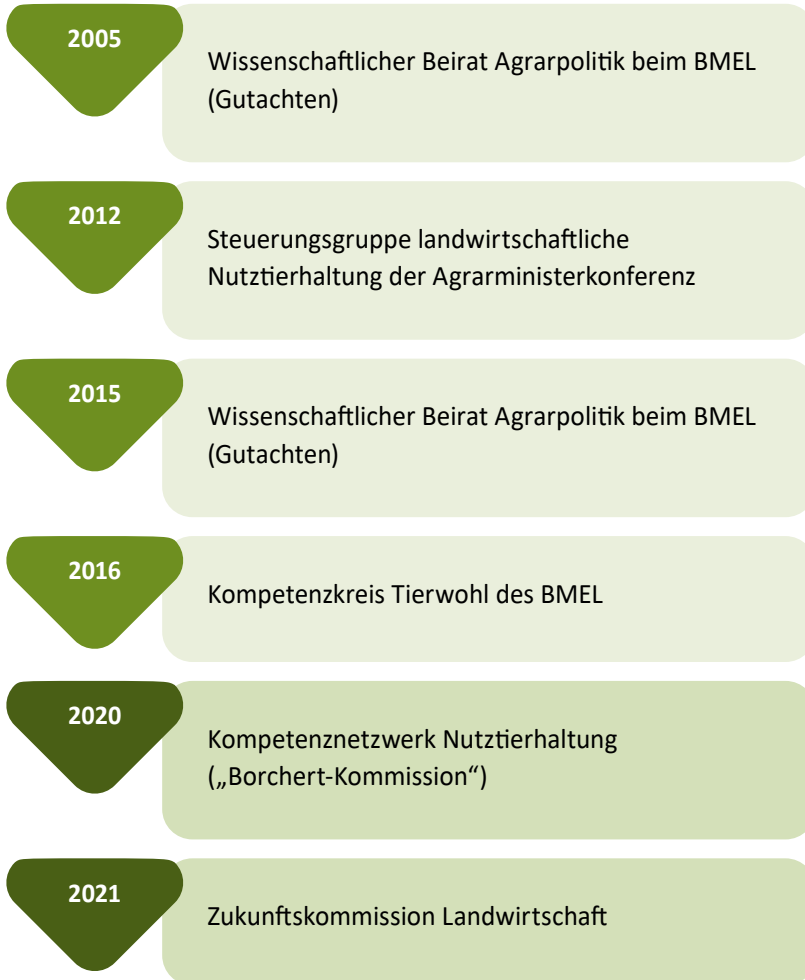 2005
Wissenschaftlicher Beirat Agrarpolitik beim BMEL
(Gutachten)
2012
Steuerungsgruppe landwirtschaftliche
Nutztierhaltung der Agrarministerkonferenz
2015
Wissenschaftlicher Beirat Agrarpolitik beim BMEL
(Gutachten)
2016
Kompetenzkreis Tierwohl des BMEL
2020
Kompetenznetzwerk Nutztierhaltung
(„Borchert-Kommission“)
2021
Zukunftskommission Landwirtschaft